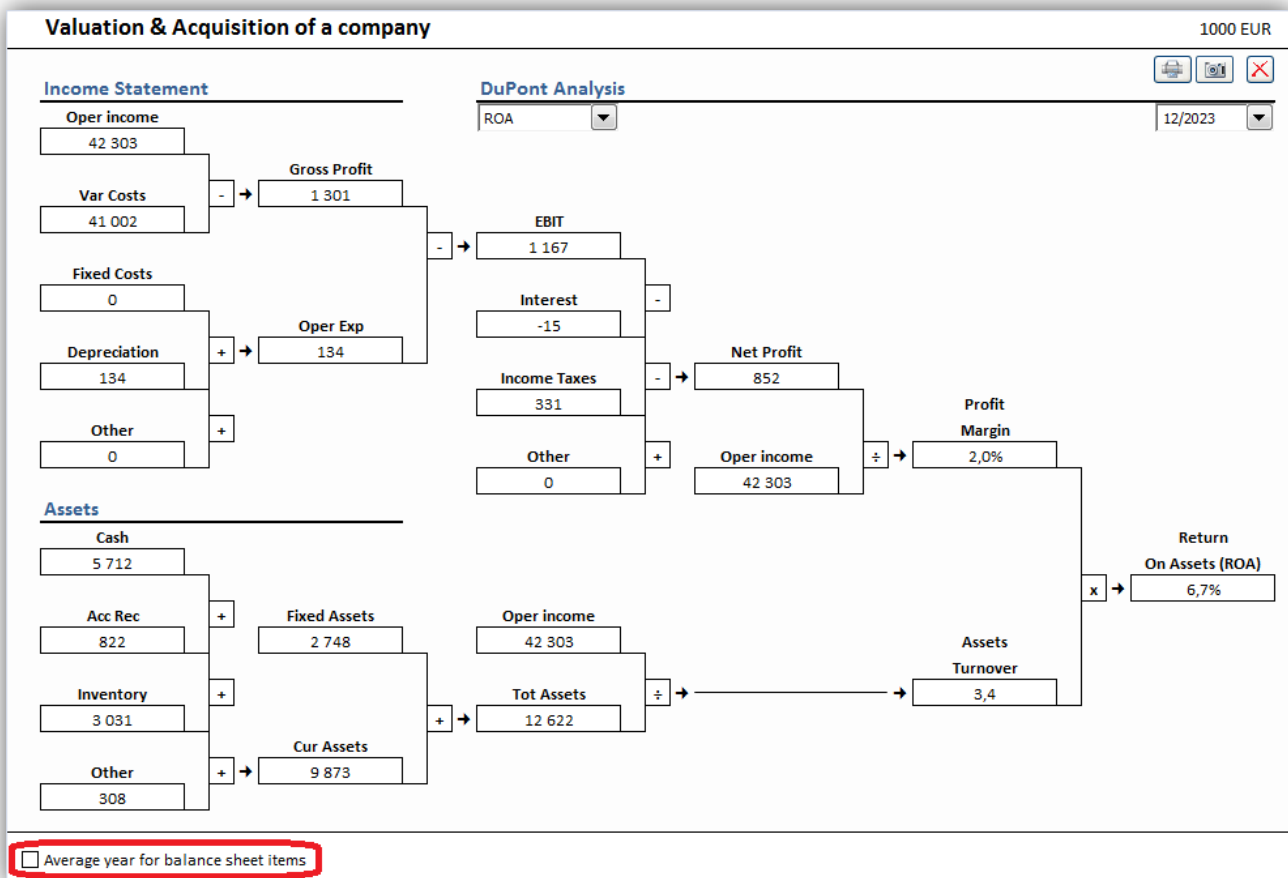 Valuation & Acquisition of a company
1000 EUR
Income Statement
DuPont Analysis
ROA
12/2023
Oper income
42 303
Gross Profit
Var Costs
-
1 301
41 002
EBIT
-
1 167
Fixed Costs
0
Interest
-
-15
Oper Exp
Depreciation
+
134
134
Net Profit
Income Taxes
-
852
331
Profit
Margin
Other
+
0
Other
+
0
Oper income
42 303
÷
2,0%
Assets
Cash
5 712
Return
On Assets (ROA)
x
6,7%
Acc Rec
+
822
Fixed Assets
2 748
Oper income
42 303
Assets
Turnover
Inventory
+
3 031
Tot Assets
÷
3,4
+
12 622
Cur Assets
Other
+
9 873
308
Average year for balance sheet items